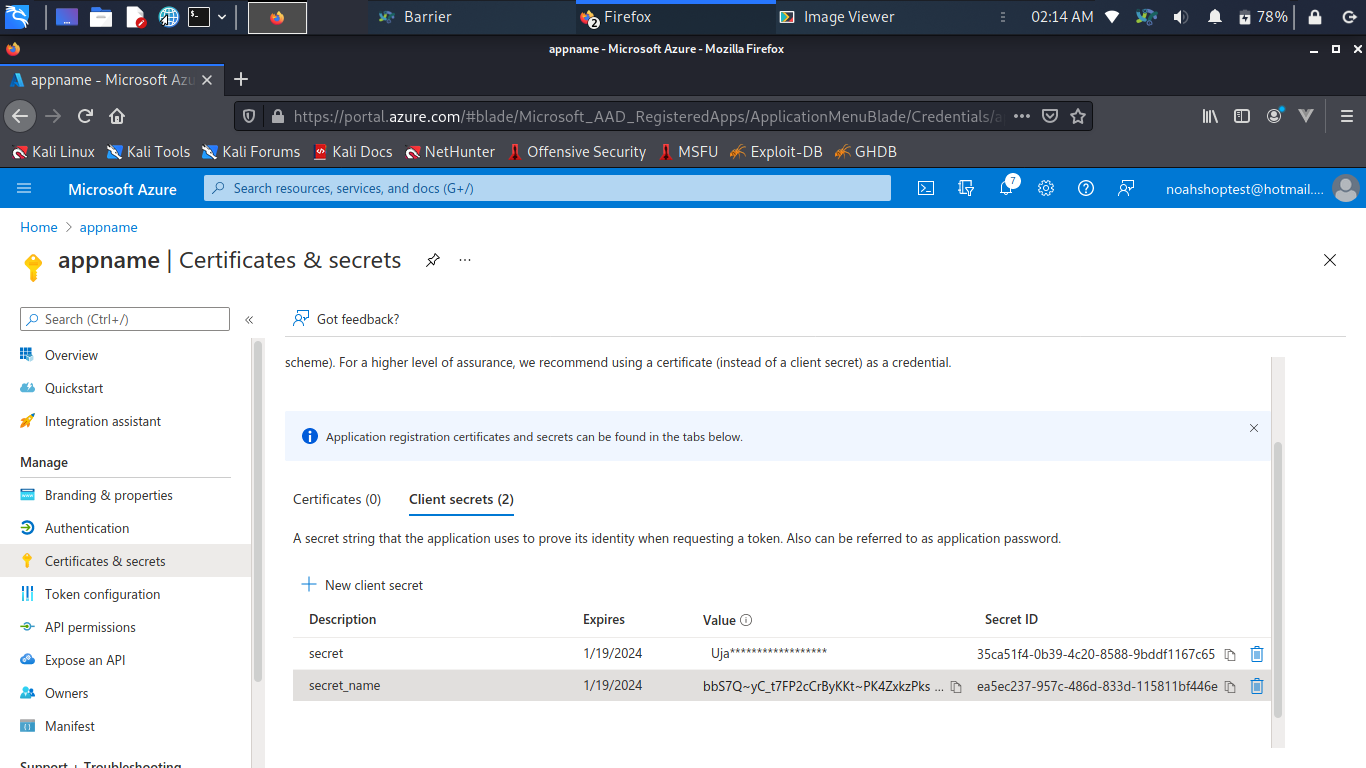 Barrier
2 Firefox
Image Viewer
02:14 AM
78%
appname - Microsoft Azure - Mozilla Firefox
appname - Microsoft Azu
https://portal.azure.com/#blade/Microsoft_AAD_RegisteredApps/ApplicationMenuBlade/Credentials/a
Kali Linux Kali Tools Kali Forums Kali Docs NetHunter Offensive Security MSFU Exploit-DB GHDB
Microsoft Azure
Search resources, services, and docs (G+/)
7
noahshoptest@hotmail....
Home > appname
appname | Certificates & secrets ...
Search (Ctrl+/) «
Got feedback?
Overview
Quickstart
Integration assistant
Manage
Branding & properties
Authentication
Certificates & secrets
Token configuration
API permissions
Expose an API
Owners
Manifest
Support + Troubleshooting
scheme). For a higher level of assurance, we recommend using a certificate (instead of a client secret) as a credential.
Application registration certificates and secrets can be found in the tabs below.
Certificates (0) Client secrets (2)
A secret string that the application uses to prove its identity when requesting a token. Also can be referred to as application password.
New client secret
Description Expires Value Secret ID
secret 1/19/2024 Uja****************** 35ca51f4-0b39-4c20-8588-9bddf1167c65
secret_name 1/19/2024 bbS7Q~yC_t7FP2cCrByKKt~PK4ZxkzPks ... ea5ec237-957c-486d-833d-115811bf446e